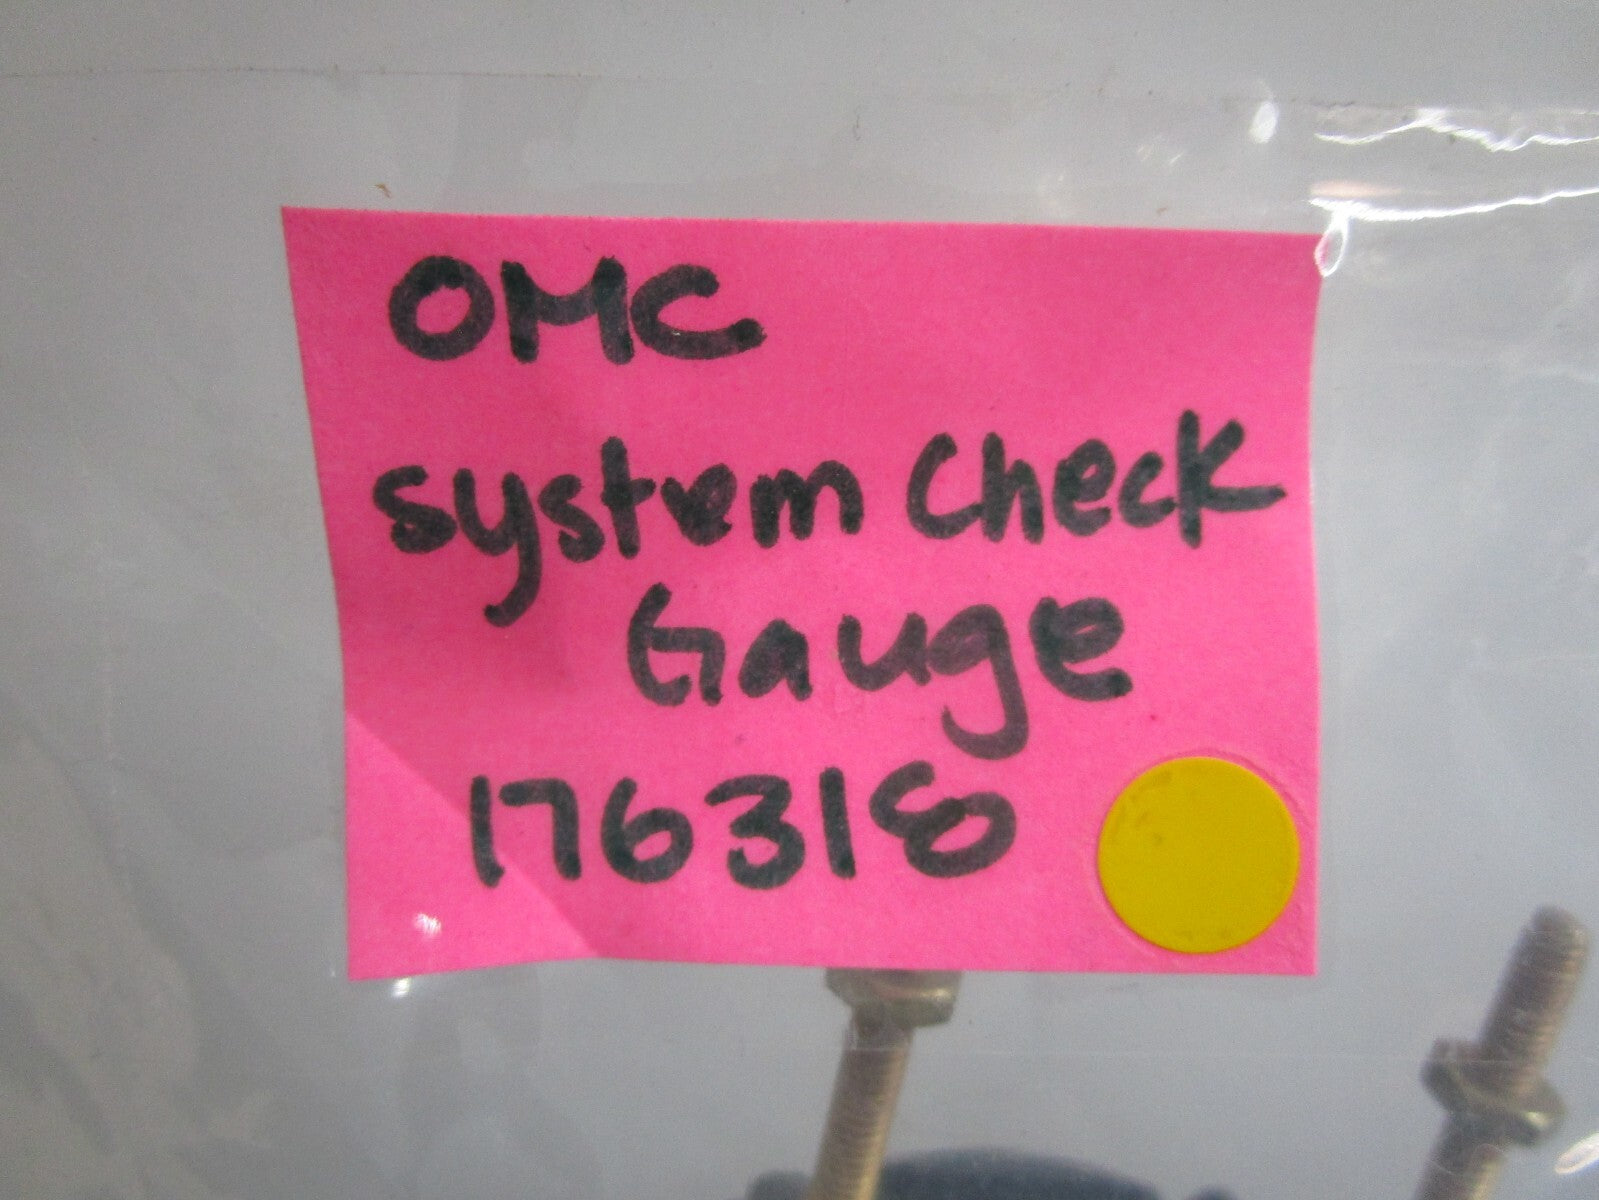 OMC
system check
Gauge
176318